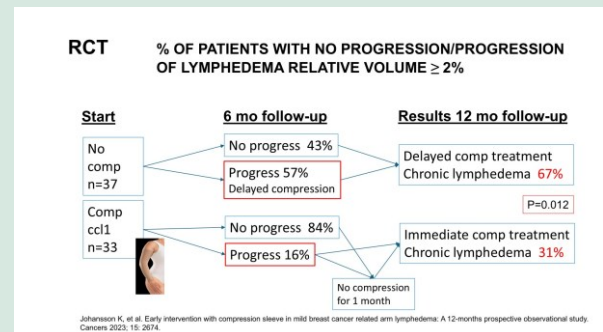 RCT
% OF PATIENTS WITH NO PROGRESSION/PROGRESSION
OF LYMPHEDEMA RELATIVE VOLUME ≥ 2%
Start
6 mo follow-up
Results 12 mo follow-up
No
comp
n=37
No progress 43%
Progress 57%
Delayed compression
Delayed comp treatment
Chronic lymphedema 67%
P=0.012
Comp
ccl1
n=33
No progress 84%
Progress 16%
Immediate comp treatment
Chronic lymphedema 31%
No compression
for 1 month
Johansson K, et al. Early intervention with compression sleeve in mild breast cancer related arm lymphedema: A 12-months prospective observational study.
Cancers 2023; 15: 2674.